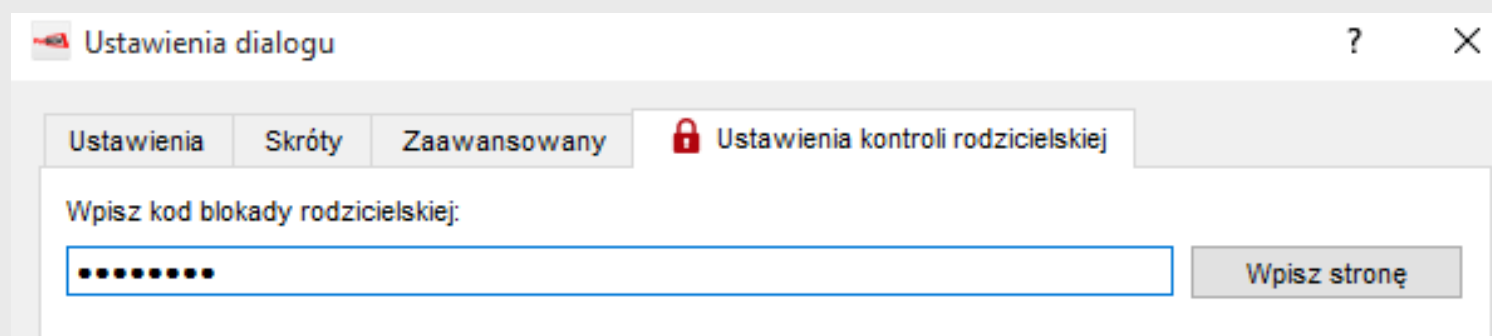 Ustawienia dialogu ?
Ustawienia Skróty Zaawansowany Ustawienia kontroli rodzicielskiej
Wpisz kod blokady rodzicielskiej:
•••••••• Wpisz stronę